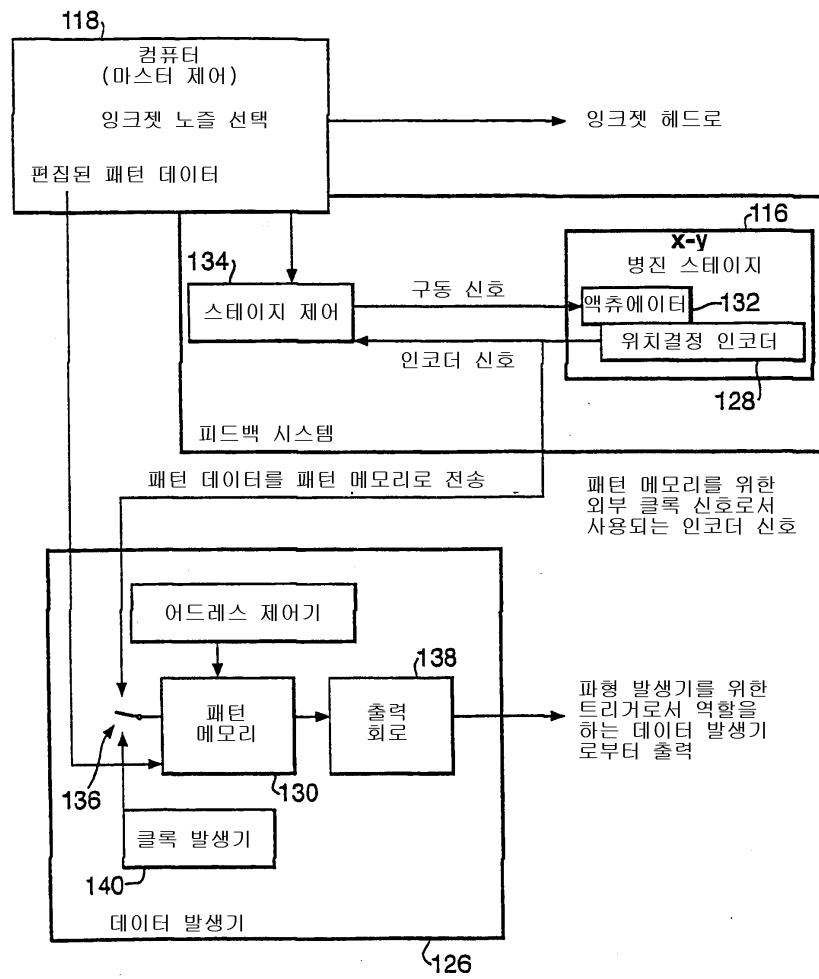 118
컴퓨터
(마스터 제어)
잉크젯 노즐 선택
잉크젯 헤드로
편집된 패턴 데이터
116
x-y
병진 스테이지
134
스테이지 제어
구동 신호
액츄에이터
132
위치결정 인코더
인코더 신호
128
피드백 시스템
패턴 데이터를 패턴 메모리로 전송
패턴 메모리를 위한
외부 클록 신호로서
사용되는 인코더 신호
어드레스 제어기
138
패턴
메모리
출력
회로
파형 발생기를 위한
트리거로서 역할을
하는 데이터 발생기
로부터 출력
136
130
클록 발생기
140
데이터 발생기
126